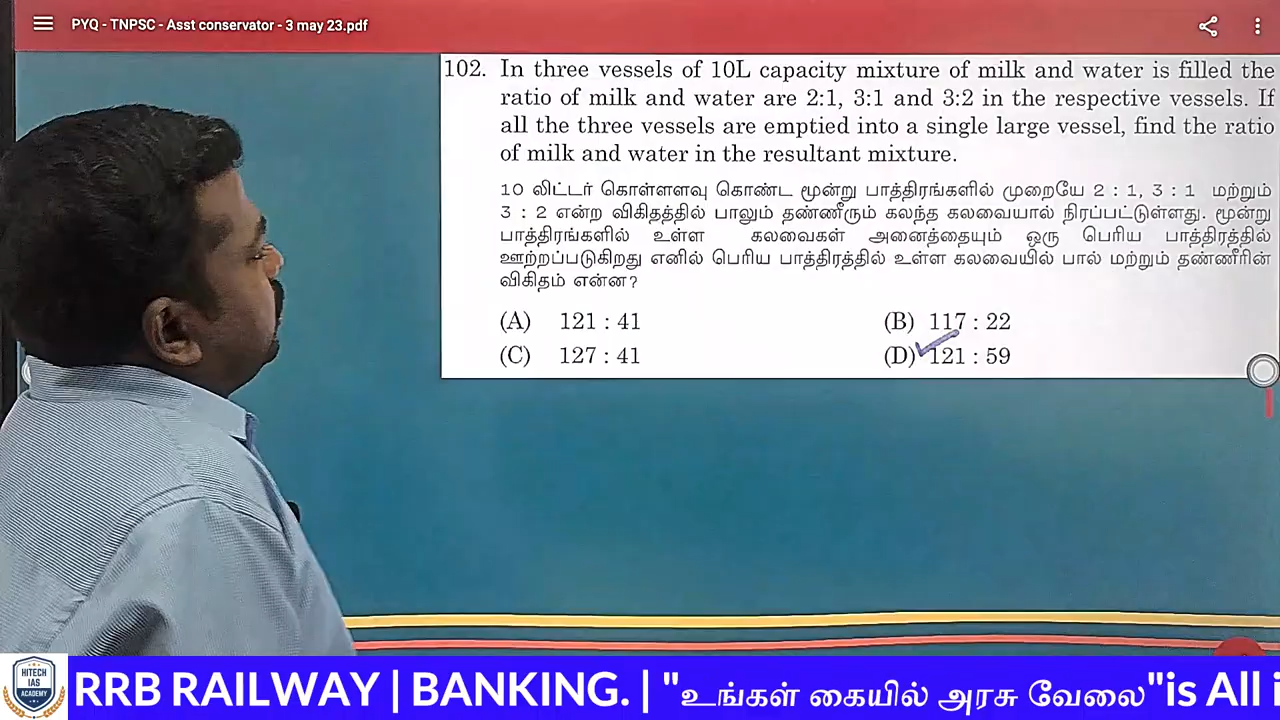 PYQ - TNPSC - Asst conservator - 3 may 23.pdf
102. In three vessels of 10L capacity mixture of milk and water is filled the
ratio of milk and water are 2:1, 3:1 and 3:2 in the respective vessels. If
all the three vessels are emptied into a single large vessel, find the ratio
of milk and water in the resultant mixture.
10 லிட்டர் கொள்ளளவு கொண்ட மூன்று பாத்திரங்களில் முறையே 2 : 1, 3 : 1 மற்றும்
3 : 2 என்ற விகிதத்தில் பாலும் தண்ணீரும் கலந்த கலவையால் நிரப்பட்டுள்ளது. மூன்று
பாத்திரங்களில் உள்ள கலவைகள் அனைத்தையும் ஒரு பெரிய பாத்திரத்தில்
ஊற்றப்படுகிறது எனில் பெரிய பாத்திரத்தில் உள்ள கலவையில் பால் மற்றும் தண்ணீரின்
விகிதம் என்ன?
(A) 121 : 41 (B) 117 : 22
(C) 127 : 41 (D) 121 : 59
HITECH
IAS
ACADEMY
RRB RAILWAY | BANKING. | "உங்கள் கையில் அரசு வேலை"is All i